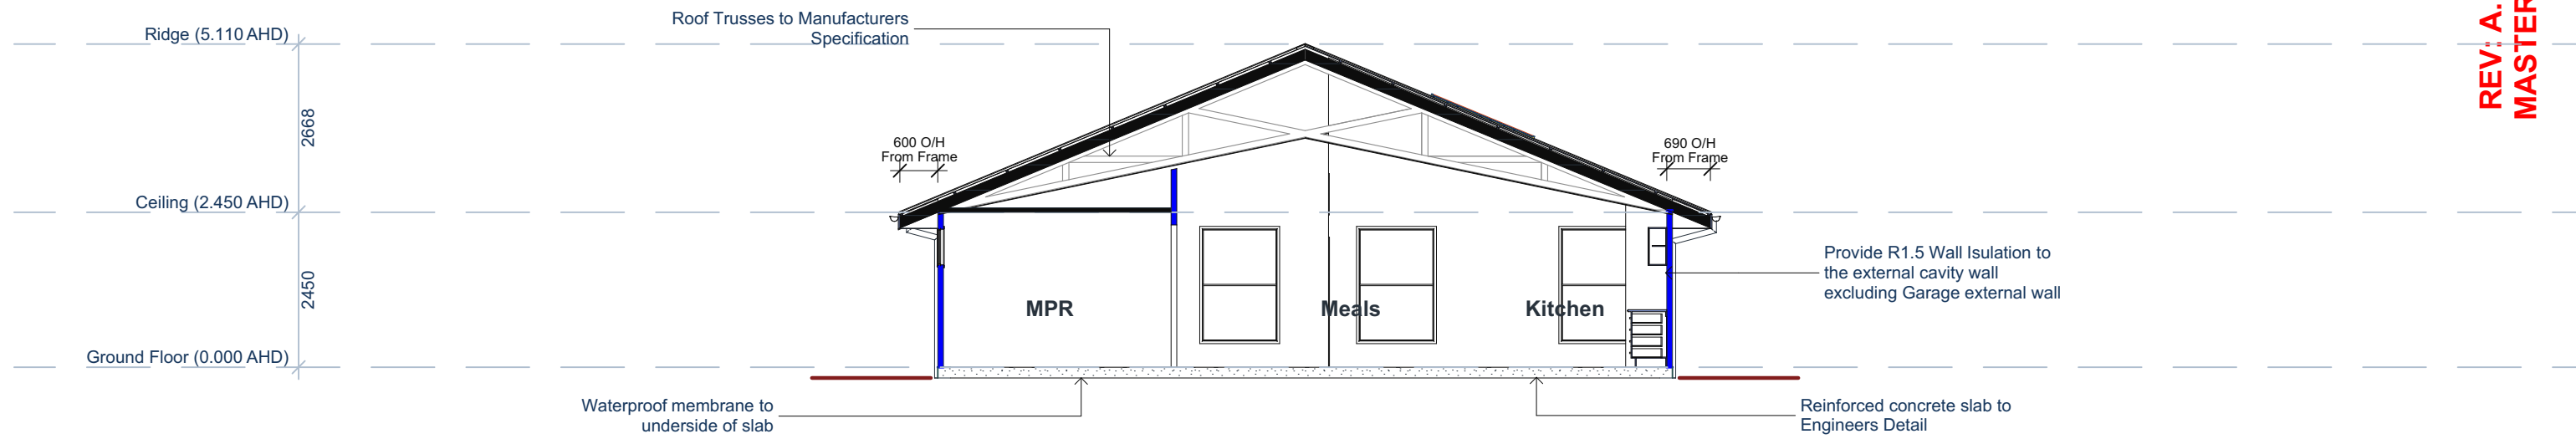 Roof Trusses to Manufacturers
Specification
REV: A.
MASTER
Ridge (5.110 AHD)
2668
600 O/H
From Frame
690 O/H
From Frame
Ceiling (2.450 AHD)
2450
Provide R1.5 Wall Isulation to
the external cavity wall
excluding Garage external wall
MPR
Meals
Kitchen
Ground Floor (0.000 AHD)
Waterproof membrane to
underside of slab
Reinforced concrete slab to
Engineers Detail